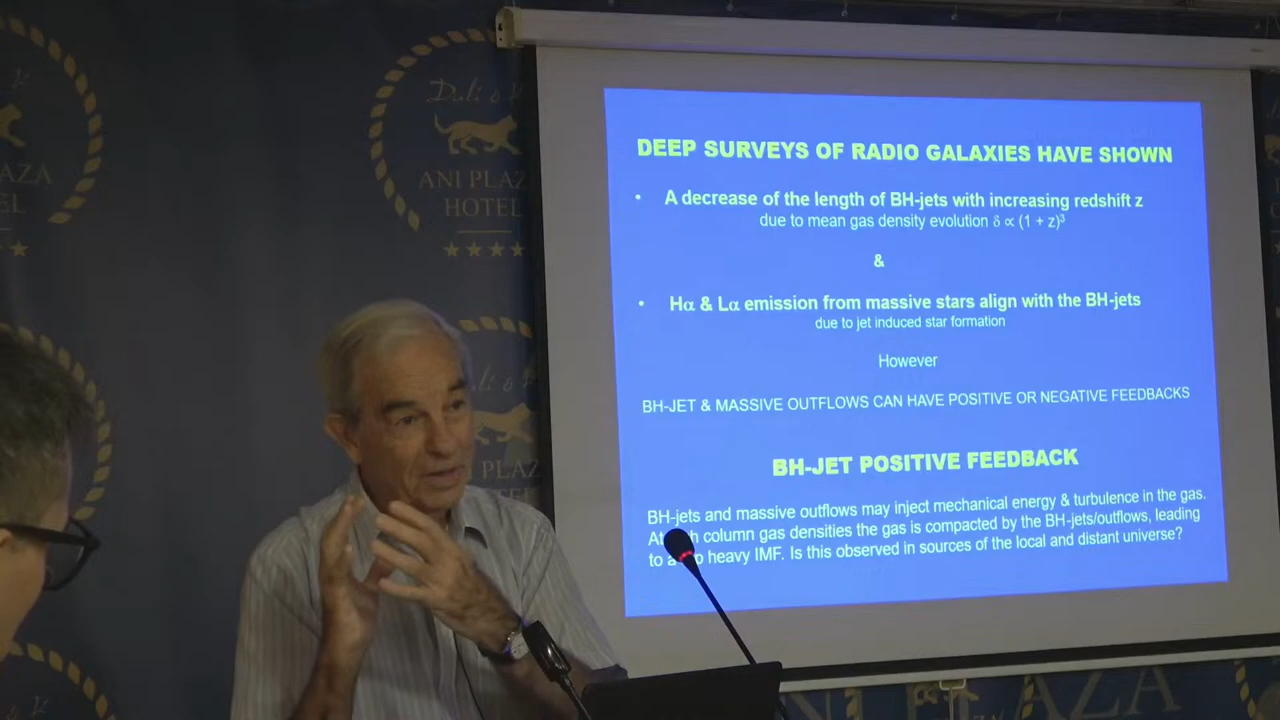 DEEP SURVEYS OF RADIO GALAXIES HAVE SHOWN
• A decrease of the length of BH-jets with increasing redshift z
due to mean gas density evolution δ ∝ (1 + z)³
&
• Hα & Lα emission from massive stars align with the BH-jets
due to jet induced star formation
However
BH-JET & MASSIVE OUTFLOWS CAN HAVE POSITIVE OR NEGATIVE FEEDBACKS
BH-JET POSITIVE FEEDBACK
BH-jets and massive outflows may inject mechanical energy & turbulence in the gas.
At column gas densities the gas is compacted by the BH-jets/outflows, leading
to a heavy IMF. Is this observed in sources of the local and distant universe?
ANI PLAZA
HOTEL
PLAZA